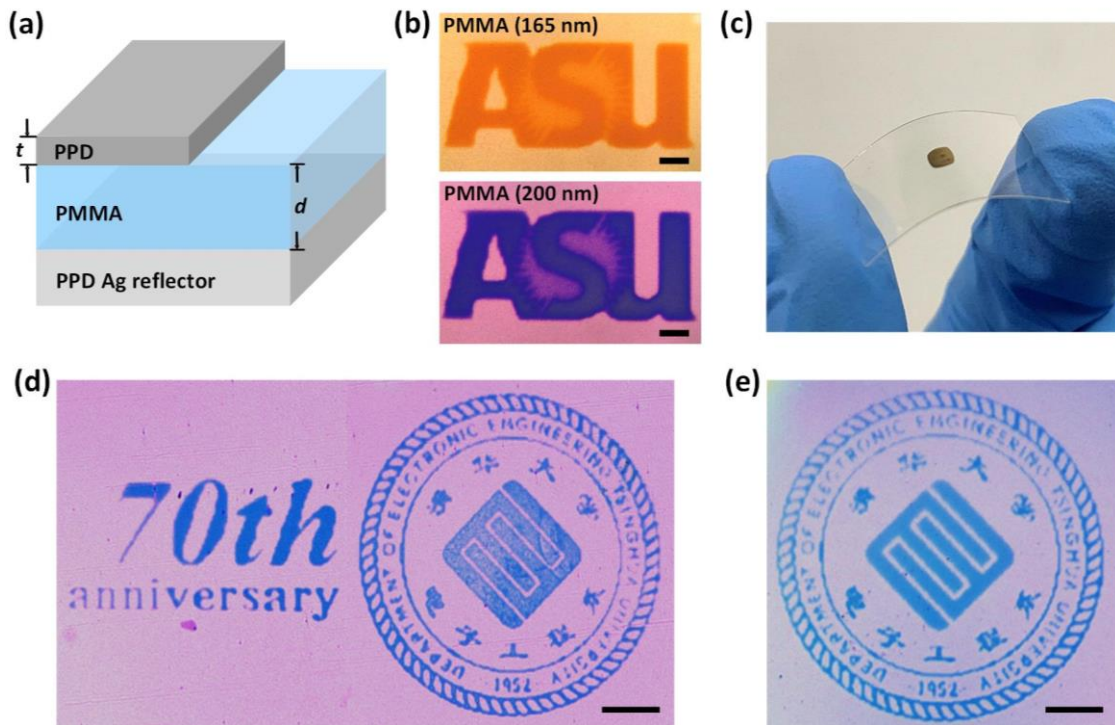 (a)
t
PPD
PMMA
d
PPD Ag reflector
(b)
PMMA (165 nm)
ASU
PMMA (200 nm)
ASU
(c)
(d)
70th
anniversary
DEPARTMENT OF ELECTRONIC ENGINEERING TSINGHUA UNIVERSITY
清华大学
电子工程系
1952
(e)
DEPARTMENT OF ELECTRONIC ENGINEERING TSINGHUA UNIVERSITY
清华大学
电子工程系
1952